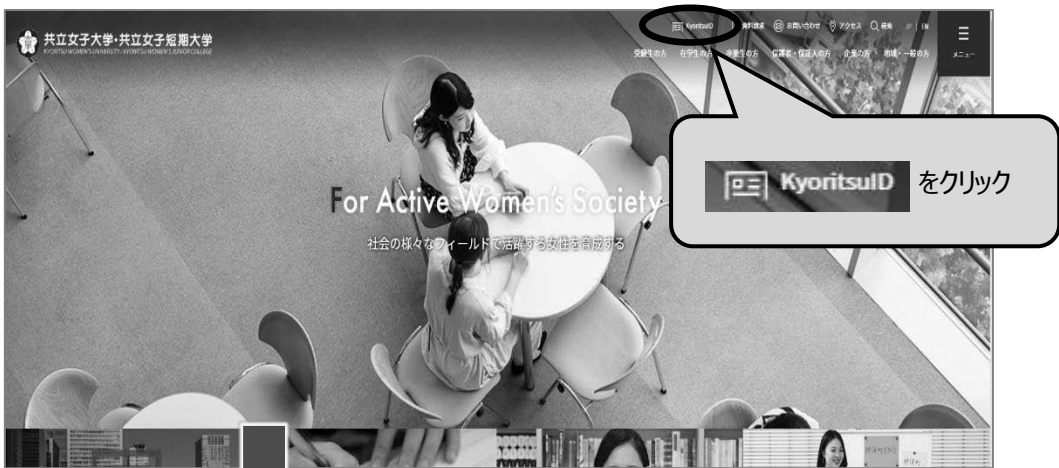 共立女子大学・共立女子短期大学
KYORITSU WOMEN'S UNIVERSITY / KYORITSU WOMEN'S JUNIOR COLLEGE
KyoritsuID 資料請求 お問い合わせ アクセス 検索 JP | EN
受験生の方 在学生の方 卒業生の方 保護者・保証人の方 企業の方 地域・一般の方
メニュー
KyoritsuID をクリック
For Active Women's Society
社会の様々なフィールドで活躍する女性を育成する